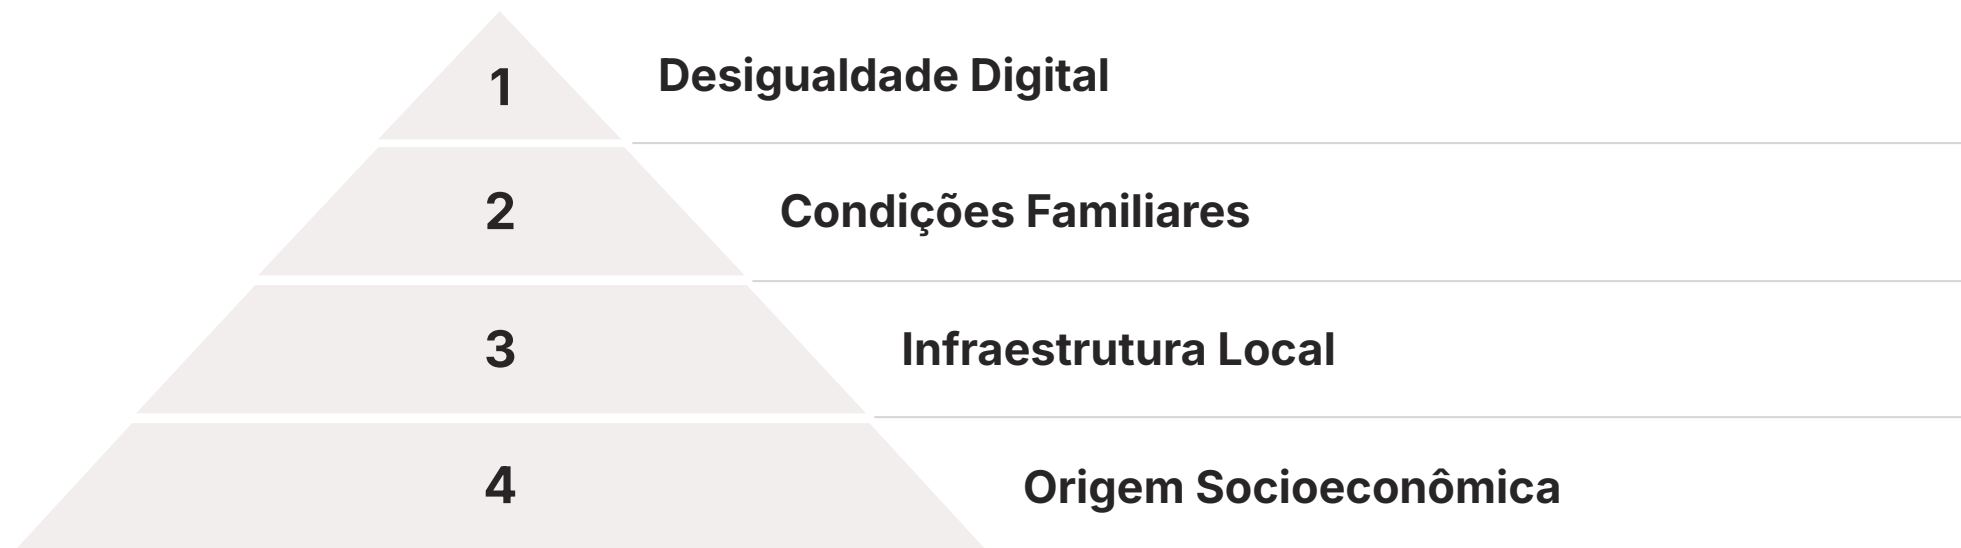 1
Desigualdade Digital
2
Condições Familiares
3
Infraestrutura Local
4
Origem Socioeconômica